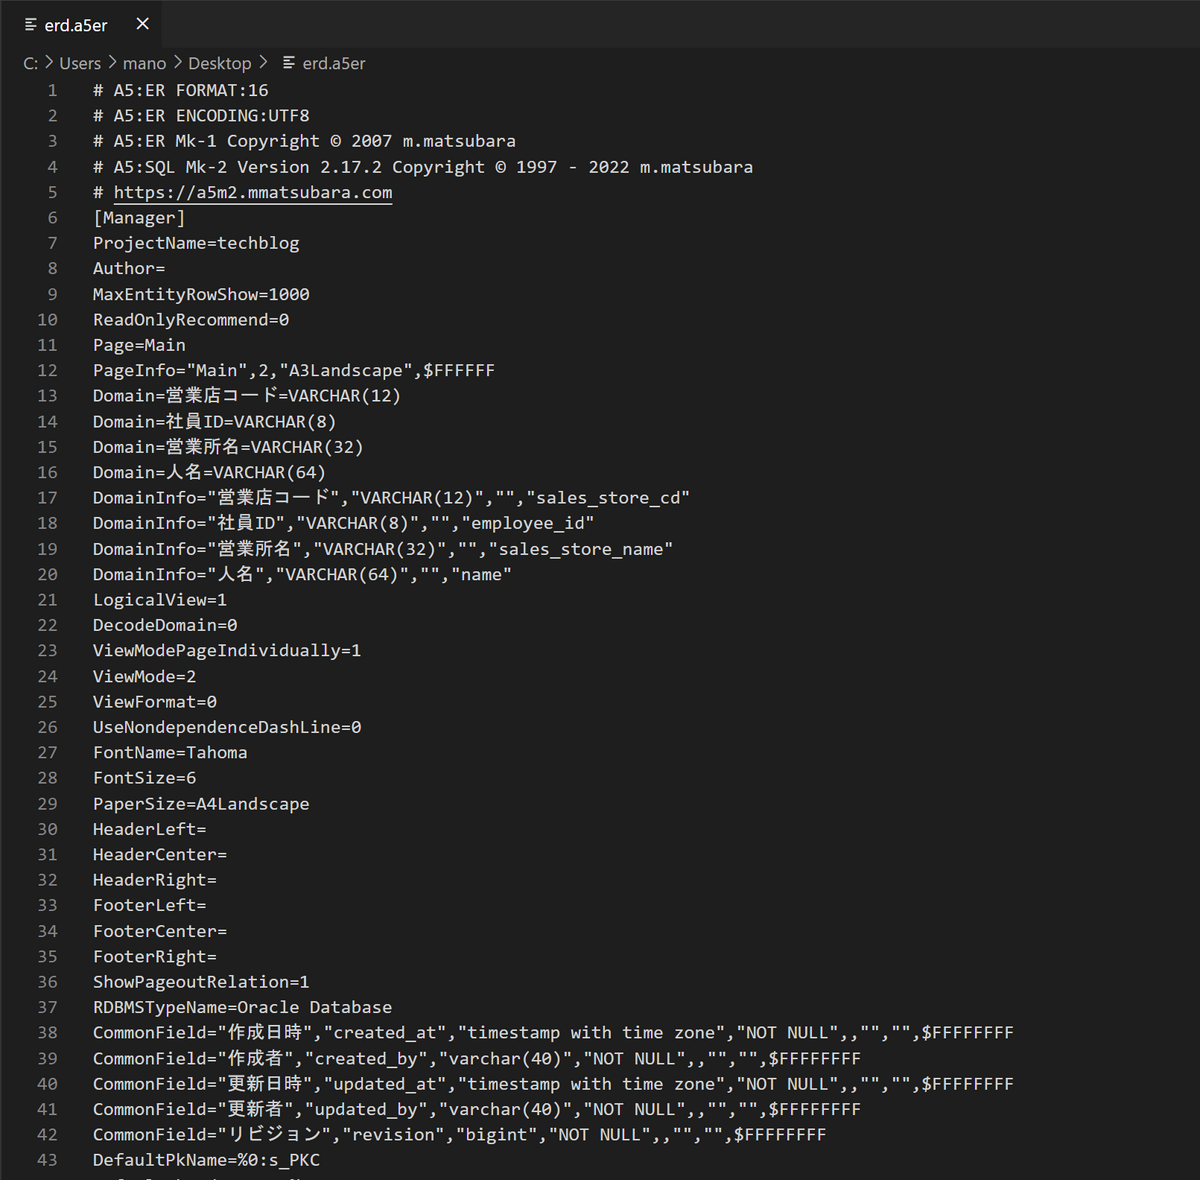 erd.a5er
C: > Users > mano > Desktop > erd.a5er
1 # A5:ER FORMAT:16
2 # A5:ER ENCODING:UTF8
3 # A5:ER Mk-1 Copyright © 2007 m.matsubara
4 # A5:SQL Mk-2 Version 2.17.2 Copyright © 1997 - 2022 m.matsubara
5 # https://a5m2.mmatsubara.com
6 [Manager]
7 ProjectName=techblog
8 Author=
9 MaxEntityRowShow=1000
10 ReadOnlyRecommend=0
11 Page=Main
12 PageInfo="Main",2,"A3Landscape",$FFFFFF
13 Domain=営業店コード=VARCHAR(12)
14 Domain=社員ID=VARCHAR(8)
15 Domain=営業所名=VARCHAR(32)
16 Domain=人名=VARCHAR(64)
17 DomainInfo="営業店コード","VARCHAR(12)","","sales_store_cd"
18 DomainInfo="社員ID","VARCHAR(8)","","employee_id"
19 DomainInfo="営業所名","VARCHAR(32)","","sales_store_name"
20 DomainInfo="人名","VARCHAR(64)","","name"
21 LogicalView=1
22 DecodeDomain=0
23 ViewModePageIndividually=1
24 ViewMode=2
25 ViewFormat=0
26 UseNondependenceDashLine=0
27 FontName=Tahoma
28 FontSize=6
29 PaperSize=A4Landscape
30 HeaderLeft=
31 HeaderCenter=
32 HeaderRight=
33 FooterLeft=
34 FooterCenter=
35 FooterRight=
36 ShowPageoutRelation=1
37 RDBMSTypeName=Oracle Database
38 CommonField="作成日時","created_at","timestamp with time zone","NOT NULL",,"","",$FFFFFFFF
39 CommonField="作成者","created_by","varchar(40)","NOT NULL",,"","",$FFFFFFFF
40 CommonField="更新日時","updated_at","timestamp with time zone","NOT NULL",,"","",$FFFFFFFF
41 CommonField="更新者","updated_by","varchar(40)","NOT NULL",,"","",$FFFFFFFF
42 CommonField="リビジョン","revision","bigint","NOT NULL",,"","",$FFFFFFFF
43 DefaultPkName=%0:s_PKC